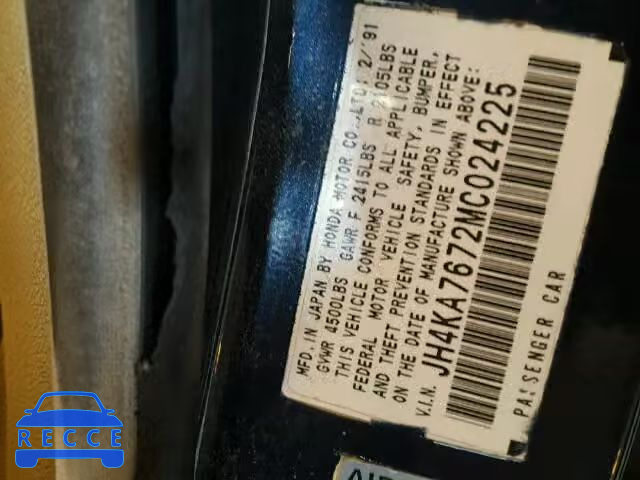 MFD. IN JAPAN BY HONDA MOTOR CO.,LTD. 2/'91
GVWR 4500LBS GAWR F 2415LBS R 2105LBS
THIS VEHICLE CONFORMS TO ALL APPLICABLE
FEDERAL MOTOR VEHICLE SAFETY, BUMPER,
AND THEFT PREVENTION STANDARDS IN EFFECT
ON THE DATE OF MANUFACTURE SHOWN ABOVE:
V.I.N. JH4KA7672MC024225
PASSENGER CAR
RECCE